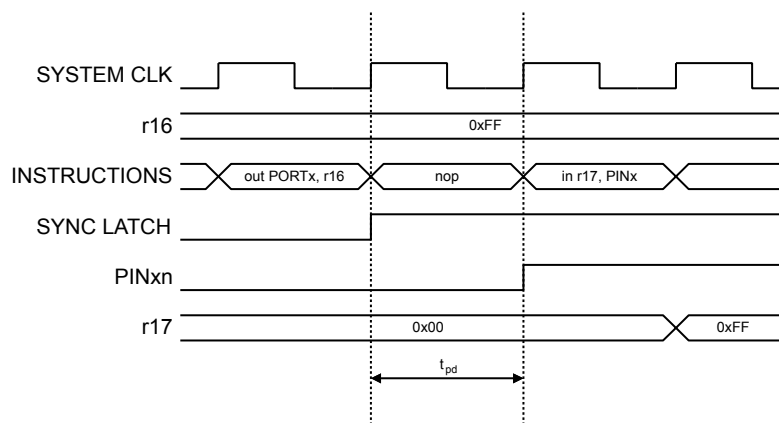 SYSTEM CLK
r16
0xFF
INSTRUCTIONS
out PORTx, r16
nop
in r17, PINx
SYNC LATCH
PINxn
r17
0x00
0xFF
tpd